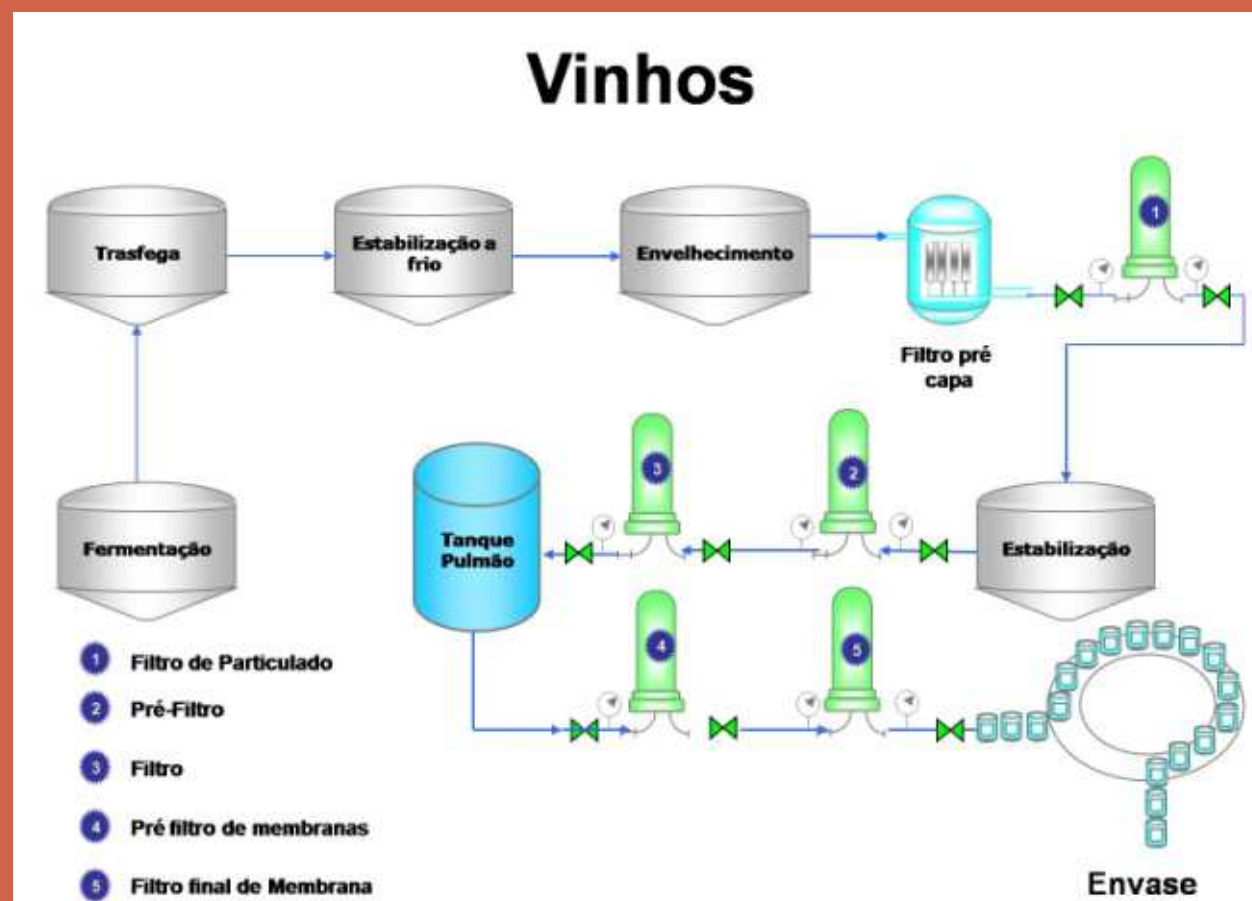 Vinhos
Trasfega
Estabilização a
frio
Envelhecimento
1
Filtro pré
capa
3
2
Fermentação
Tanque
Pulmão
Estabilização
4
5
1 Filtro de Particulado
2 Pré-Filtro
3 Filtro
4 Pré filtro de membranas
5 Filtro final de Membrana
Envase